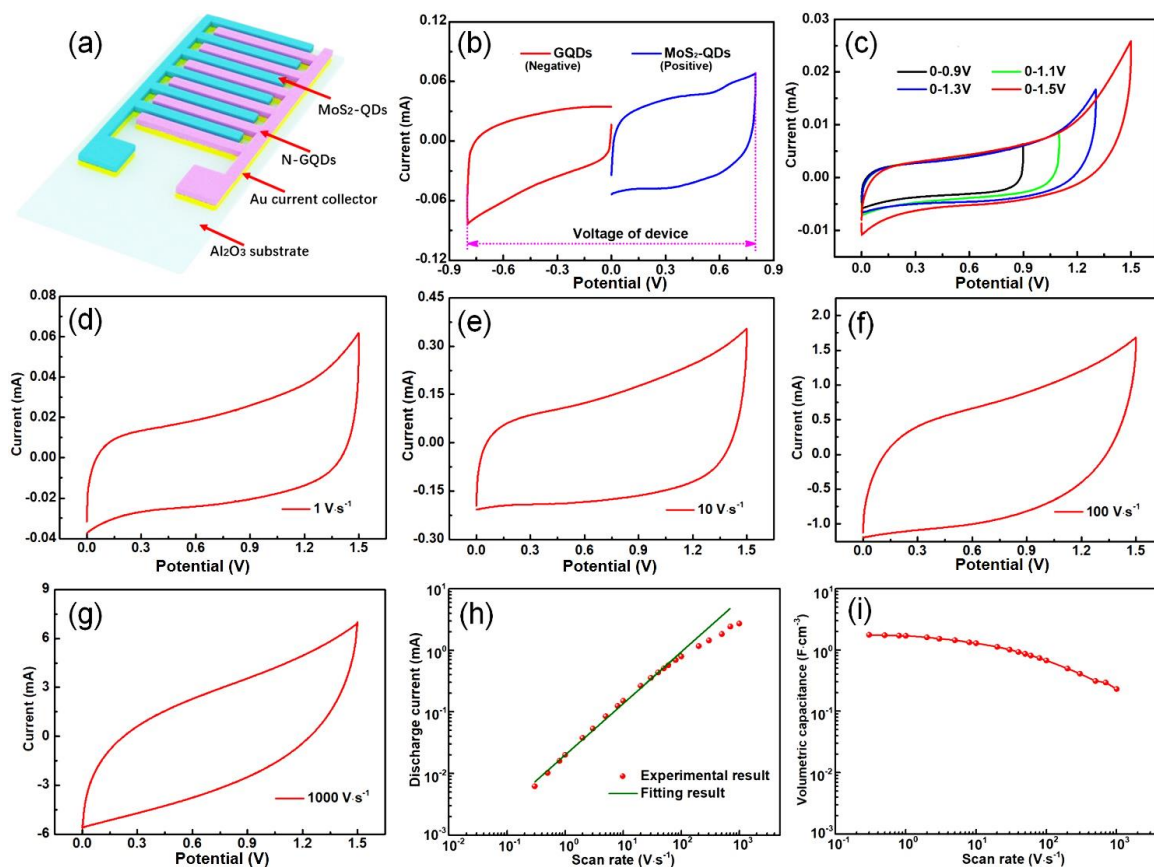 (a)
MoS2-QDs
N-GQDs
Au current collector
Al2O3 substrate
(b)
GQDs
(Negative)
MoS2-QDs
(Positive)
Voltage of device
0.12
0.06
0.00
-0.06
-0.12
-0.9 -0.6 -0.3 0.0 0.3 0.6 0.9
Current (mA)
Potential (V)
(c)
0-0.9V 0-1.1V
0-1.3V 0-1.5V
0.03
0.02
0.01
0.00
-0.01
0.0 0.3 0.6 0.9 1.2 1.5
Current (mA)
Potential (V)
(d)
0.08
0.06
0.04
0.02
0.00
-0.02
-0.04
0.0 0.3 0.6 0.9 1.2 1.5
1 V·s-1
Current (mA)
Potential (V)
(e)
0.45
0.30
0.15
0.00
-0.15
-0.30
0.0 0.3 0.6 0.9 1.2 1.5
10 V·s-1
Current (mA)
Potential (V)
(f)
2.0
1.5
1.0
0.5
0.0
-0.5
-1.0
0.0 0.3 0.6 0.9 1.2 1.5
100 V·s-1
Current (mA)
Potential (V)
(g)
9
6
3
0
-3
-6
0.0 0.3 0.6 0.9 1.2 1.5
1000 V·s-1
Current (mA)
Potential (V)
(h)
101
100
10-1
10-2
10-3
10-2 10-1 100 101 102 103 104
Experimental result
Fitting result
Discharge current (mA)
Scan rate (V·s-1)
(i)
101
100
10-1
10-2
10-3
10-1 100 101 102 103 104
Volumetric capacitance (F·cm-3)
Scan rate (V·s-1)